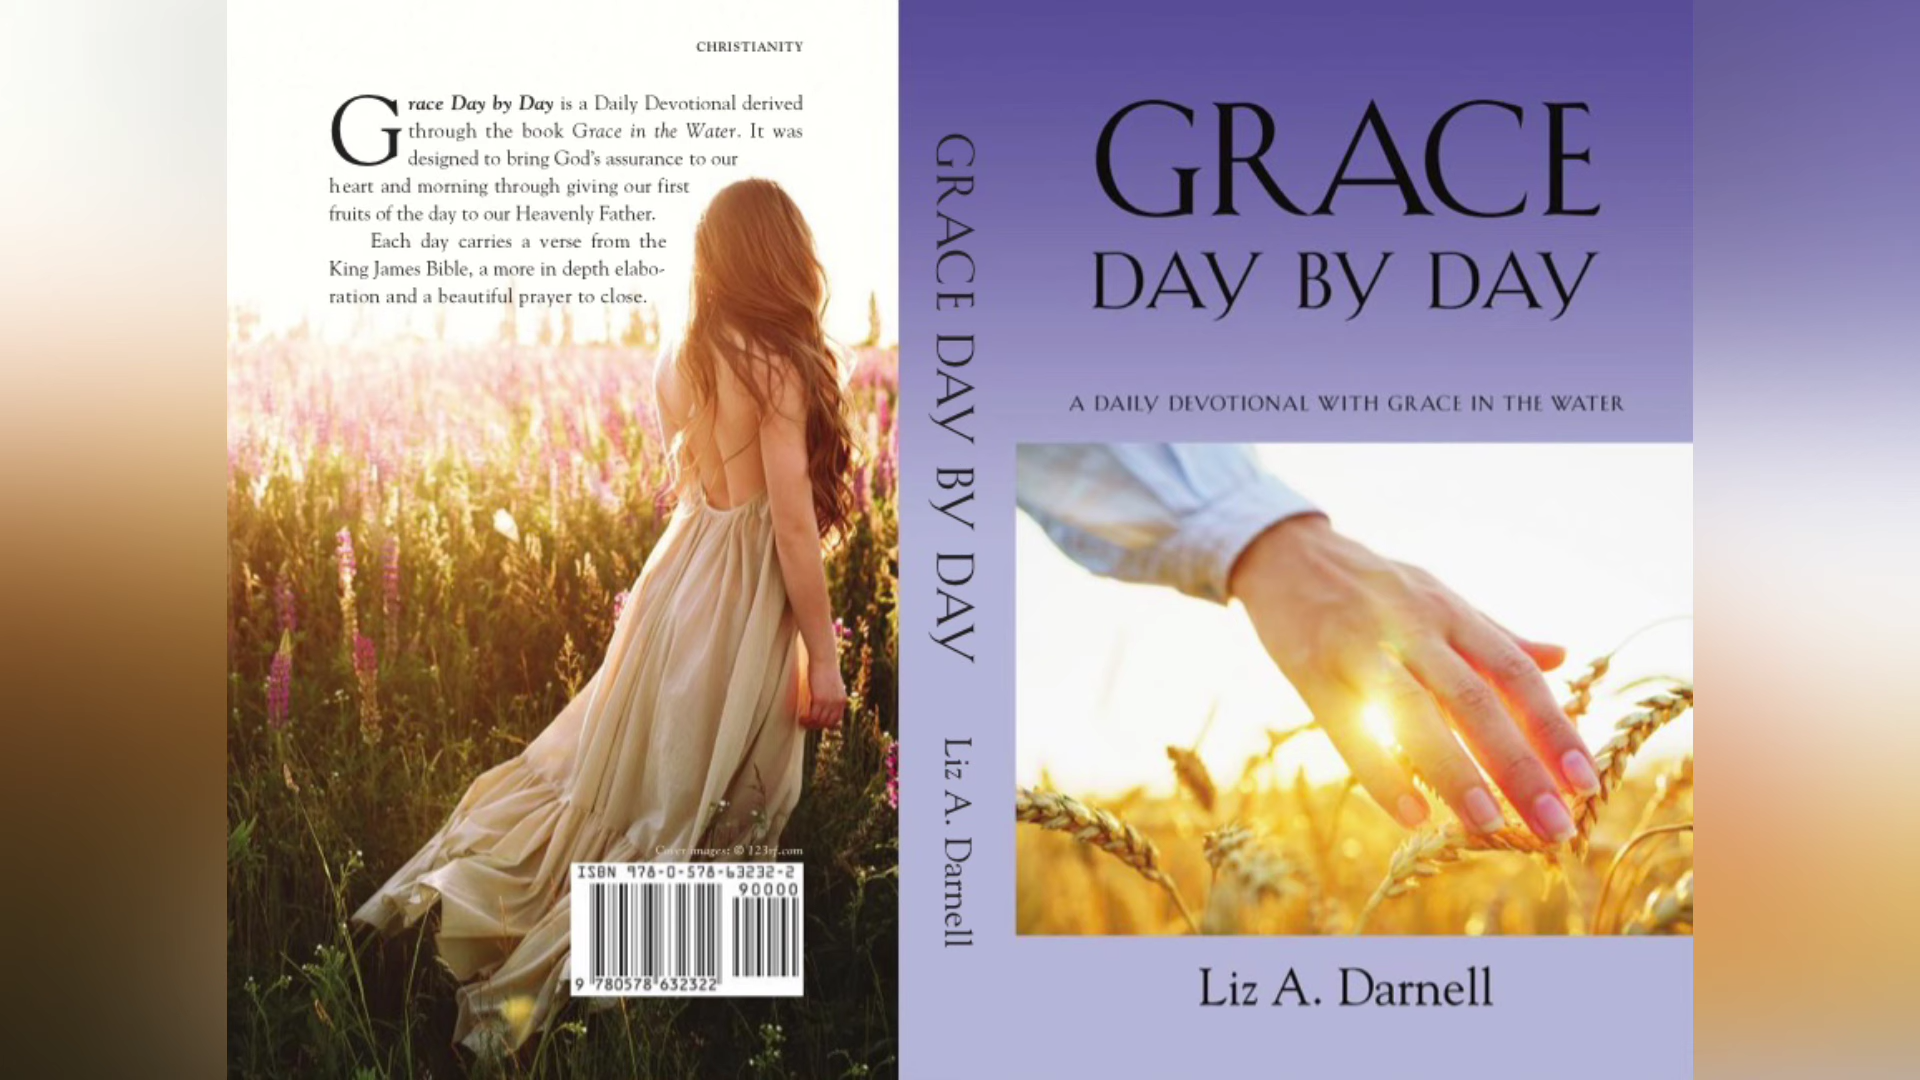 CHRISTIANITY
Grace Day by Day is a Daily Devotional derived
through the book Grace in the Water. It was
designed to bring God's assurance to our
heart and morning through giving our first
fruits of the day to our Heavenly Father.
Each day carries a verse from the
King James Bible, a more in depth elabo-
ration and a beautiful prayer to close.
Cover images: © 123rf.com
ISBN 978-0-578-63232-2
90000
9 780578 632322
GRACE DAY BY DAY Liz A. Darnell
GRACE
DAY BY DAY
A DAILY DEVOTIONAL WITH GRACE IN THE WATER
Liz A. Darnell